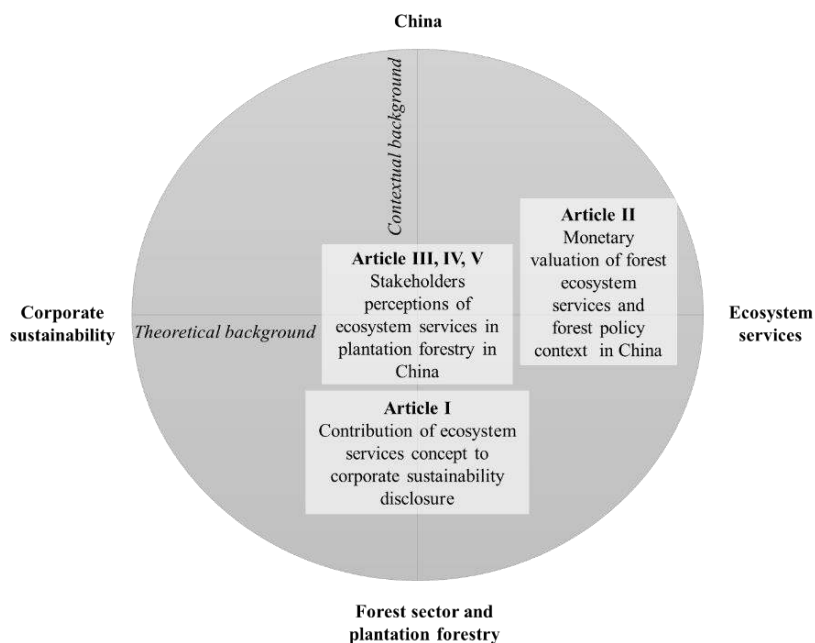 China
Contextual background
Article II
Monetary
valuation of forest
ecosystem
services and
forest policy
context in China
Article III, IV, V
Stakeholders
perceptions of
ecosystem services in
plantation forestry in
China
Corporate
sustainability
Theoretical background
Ecosystem
services
Article I
Contribution of ecosystem
services concept to
corporate sustainability
disclosure
Forest sector and
plantation forestry